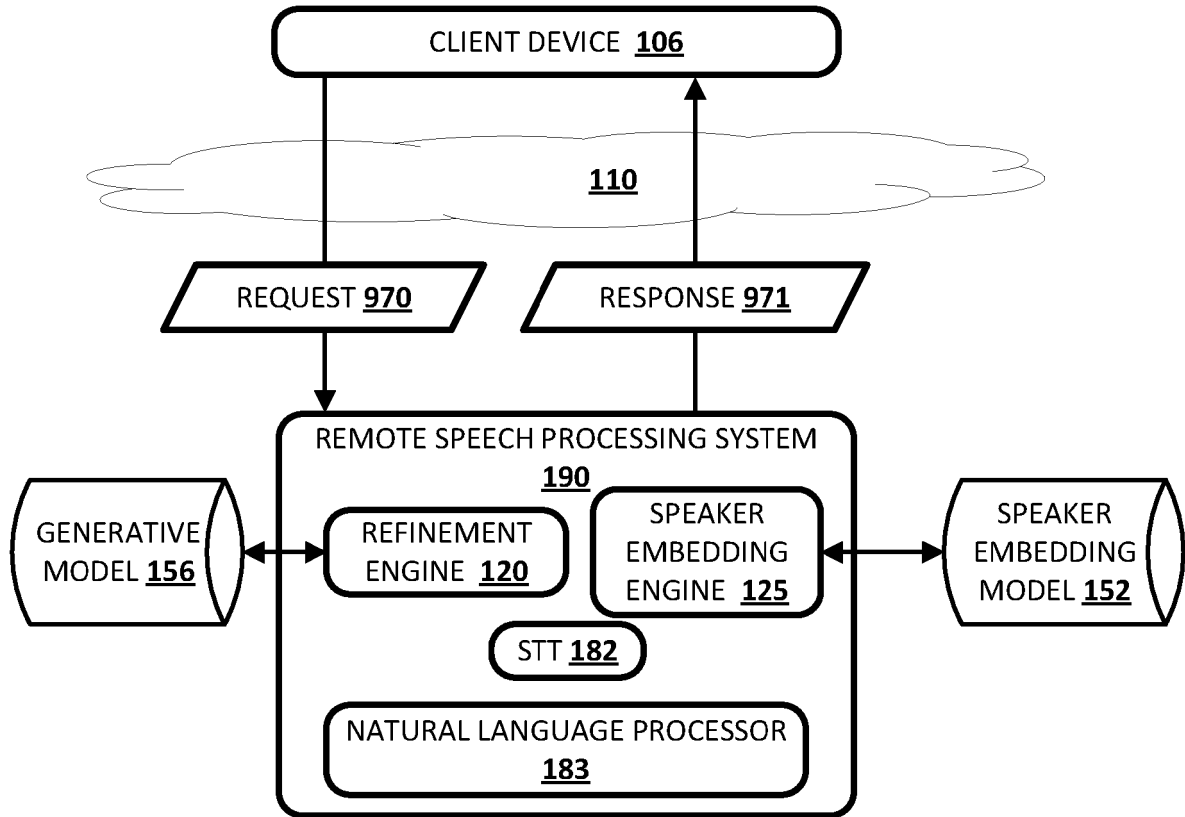 CLIENT DEVICE 106
110
REQUEST 970
RESPONSE 971
REMOTE SPEECH PROCESSING SYSTEM
190
GENERATIVE
MODEL 156
REFINEMENT
ENGINE 120
SPEAKER
EMBEDDING
ENGINE 125
SPEAKER
EMBEDDING
MODEL 152
STT 182
NATURAL LANGUAGE PROCESSOR
183